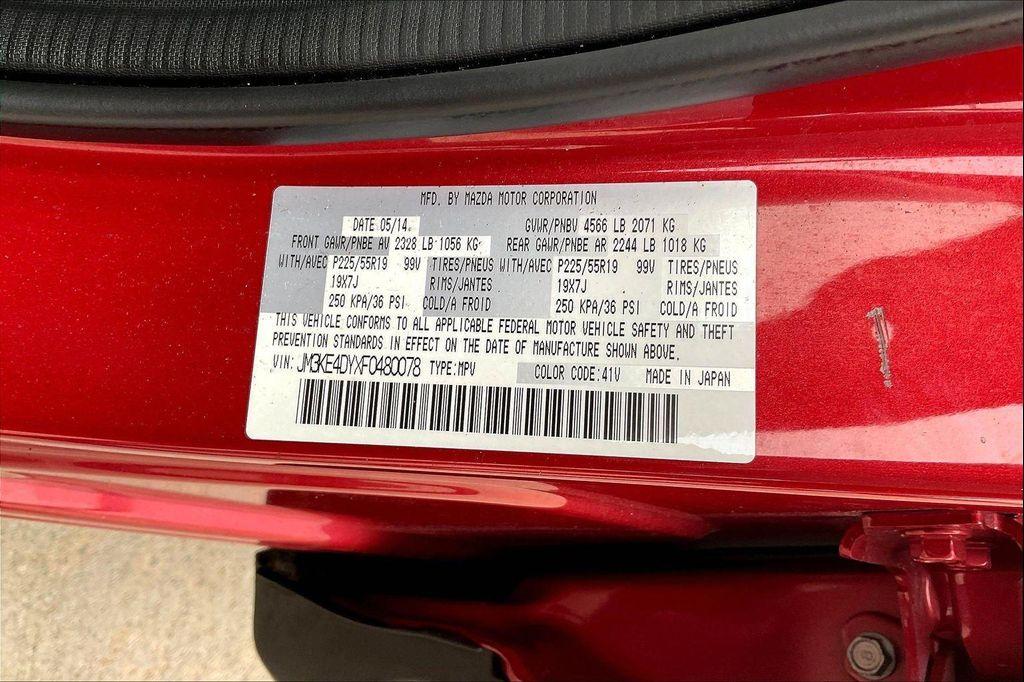 MFD. BY MAZDA MOTOR CORPORATION
DATE 05/14 GVWR/PNBV 4566 LB 2071 KG
FRONT GAWR/PNBE AV 2328 LB 1056 KG REAR GAWR/PNBE AR 2244 LB 1018 KG
WITH/AVEC P225/55R19 99V TIRES/PNEUS WITH/AVEC P225/55R19 99V TIRES/PNEUS
19X7J RIMS/JANTES 19X7J RIMS/JANTES
250 KPA/36 PSI COLD/A FROID 250 KPA/36 PSI COLD/A FROID
THIS VEHICLE CONFORMS TO ALL APPLICABLE FEDERAL MOTOR VEHICLE SAFETY AND THEFT
PREVENTION STANDARDS IN EFFECT ON THE DATE OF MANUFACTURE SHOWN ABOVE.
VIN: JM3KE4DYXF0480078 TYPE:MPV COLOR CODE:41V MADE IN JAPAN